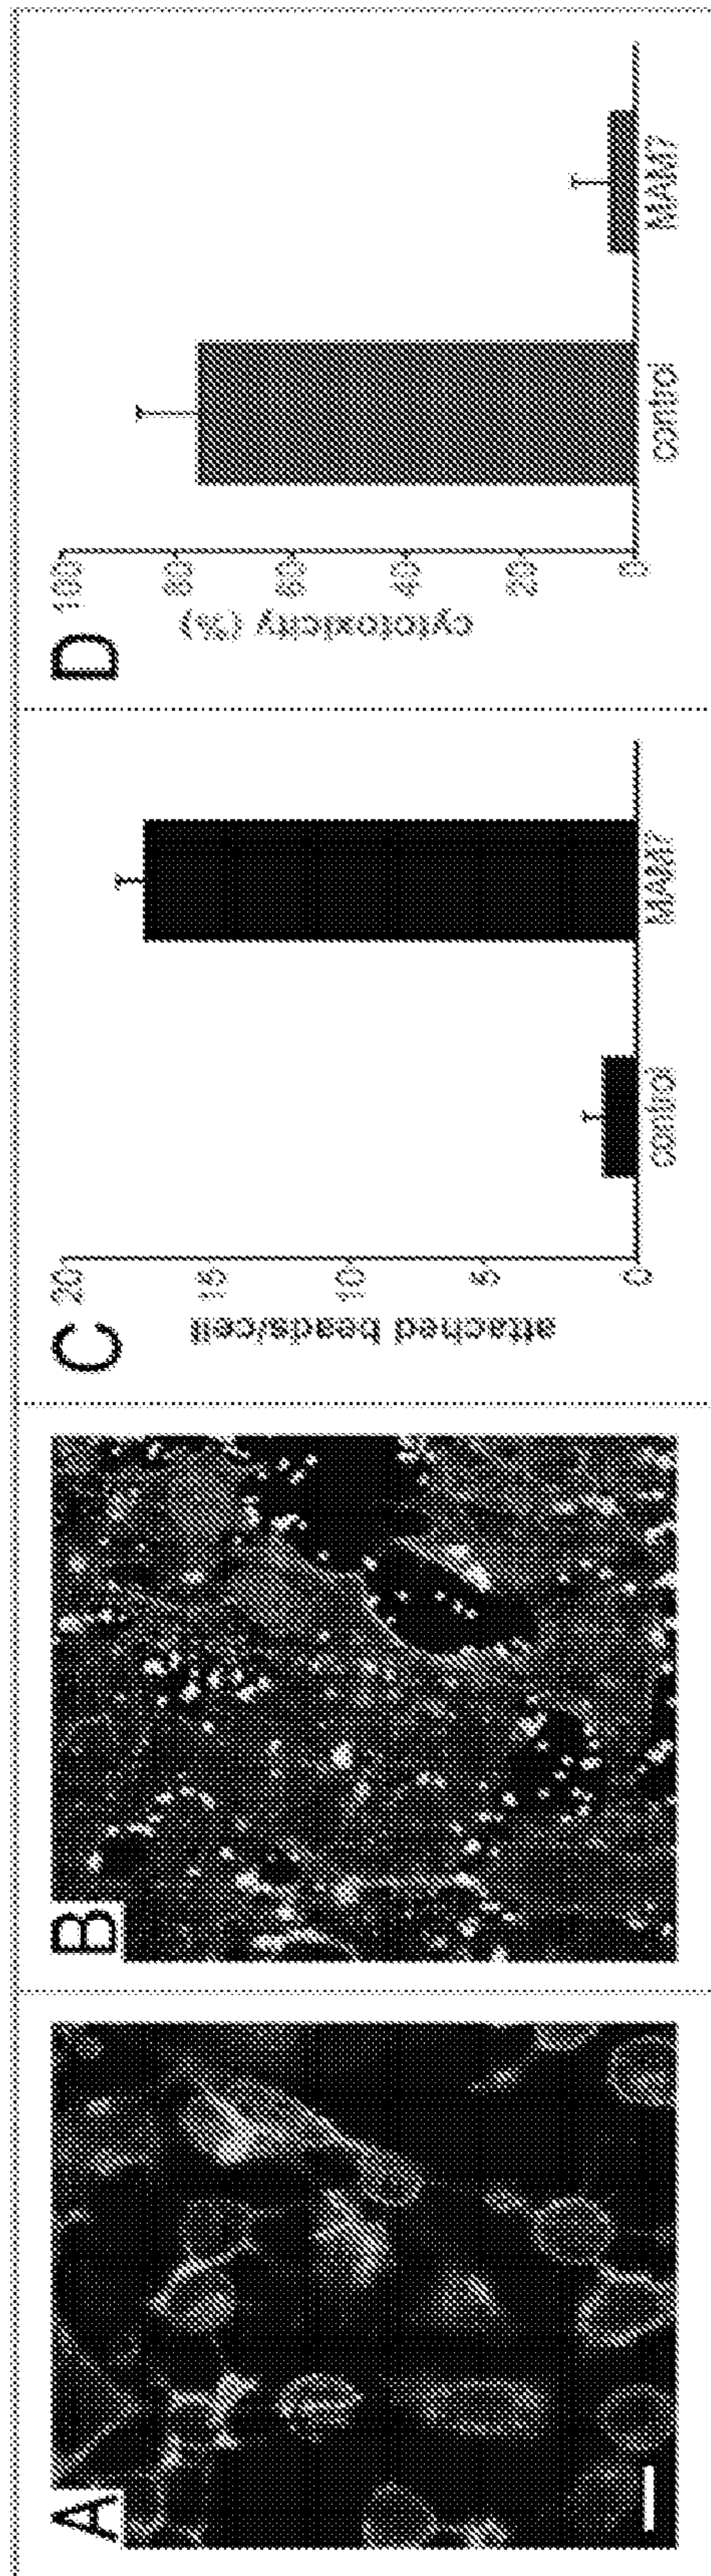 A
B
C
attached beads/cell
20
15
10
5
0
control
MAM7
D
cytotoxicity (%)
100
80
60
40
20
0
control
MAM7